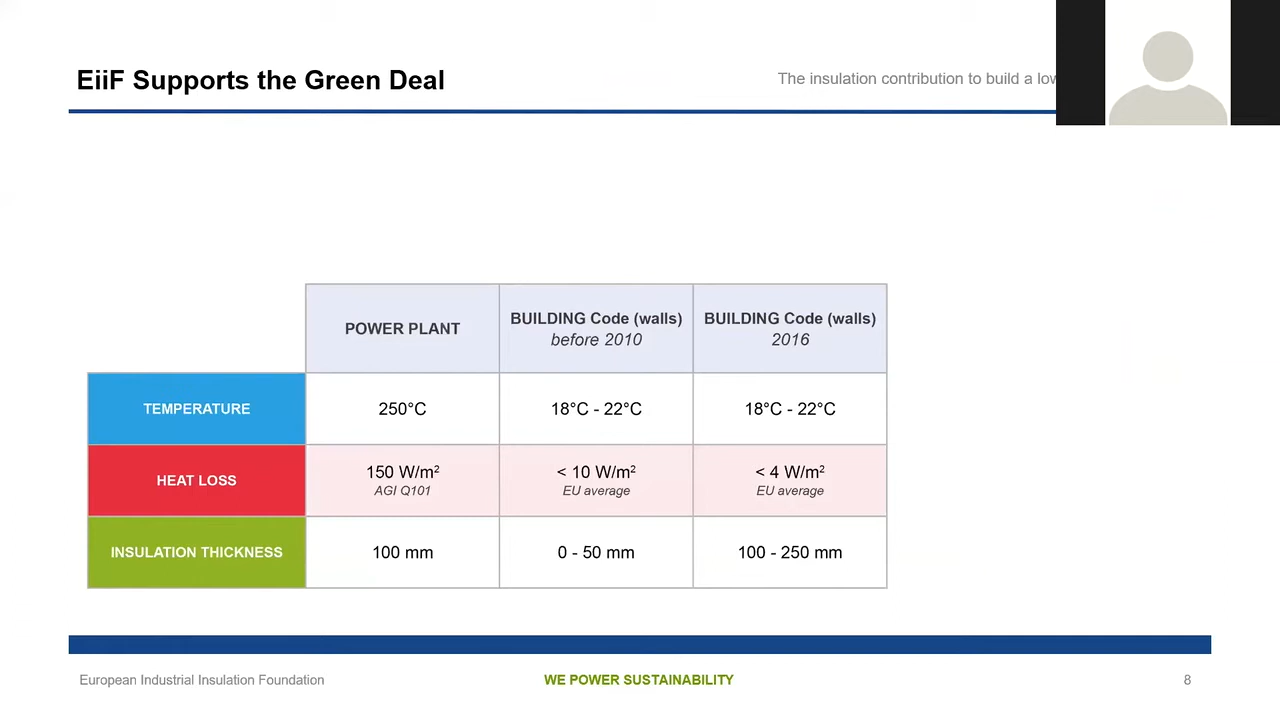 EiiF Supports the Green Deal
The insulation contribution to build a low
POWER PLANT
BUILDING Code (walls)
before 2010
BUILDING Code (walls)
2016
TEMPERATURE
250°C
18°C - 22°C
18°C - 22°C
HEAT LOSS
150 W/m²
AGI Q101
< 10 W/m²
EU average
< 4 W/m²
EU average
INSULATION THICKNESS
100 mm
0 - 50 mm
100 - 250 mm
European Industrial Insulation Foundation
WE POWER SUSTAINABILITY
8